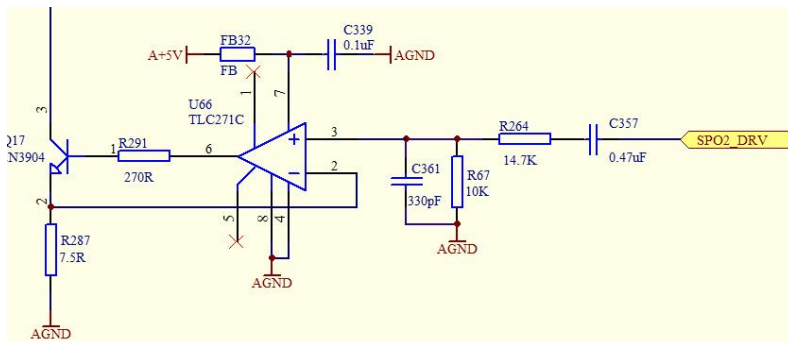 FB32
C339
A+5V
0.1uF
AGND
FB
U66
TLC271C
1
7
3
+
Q17
2N3904
1
R291
270R
6
3
R264
C357
SPO2_DRV
14.7K
0.47uF
2
-
C361
330pF
R67
10K
2
5
8
4
AGND
R287
7.5R
AGND
AGND